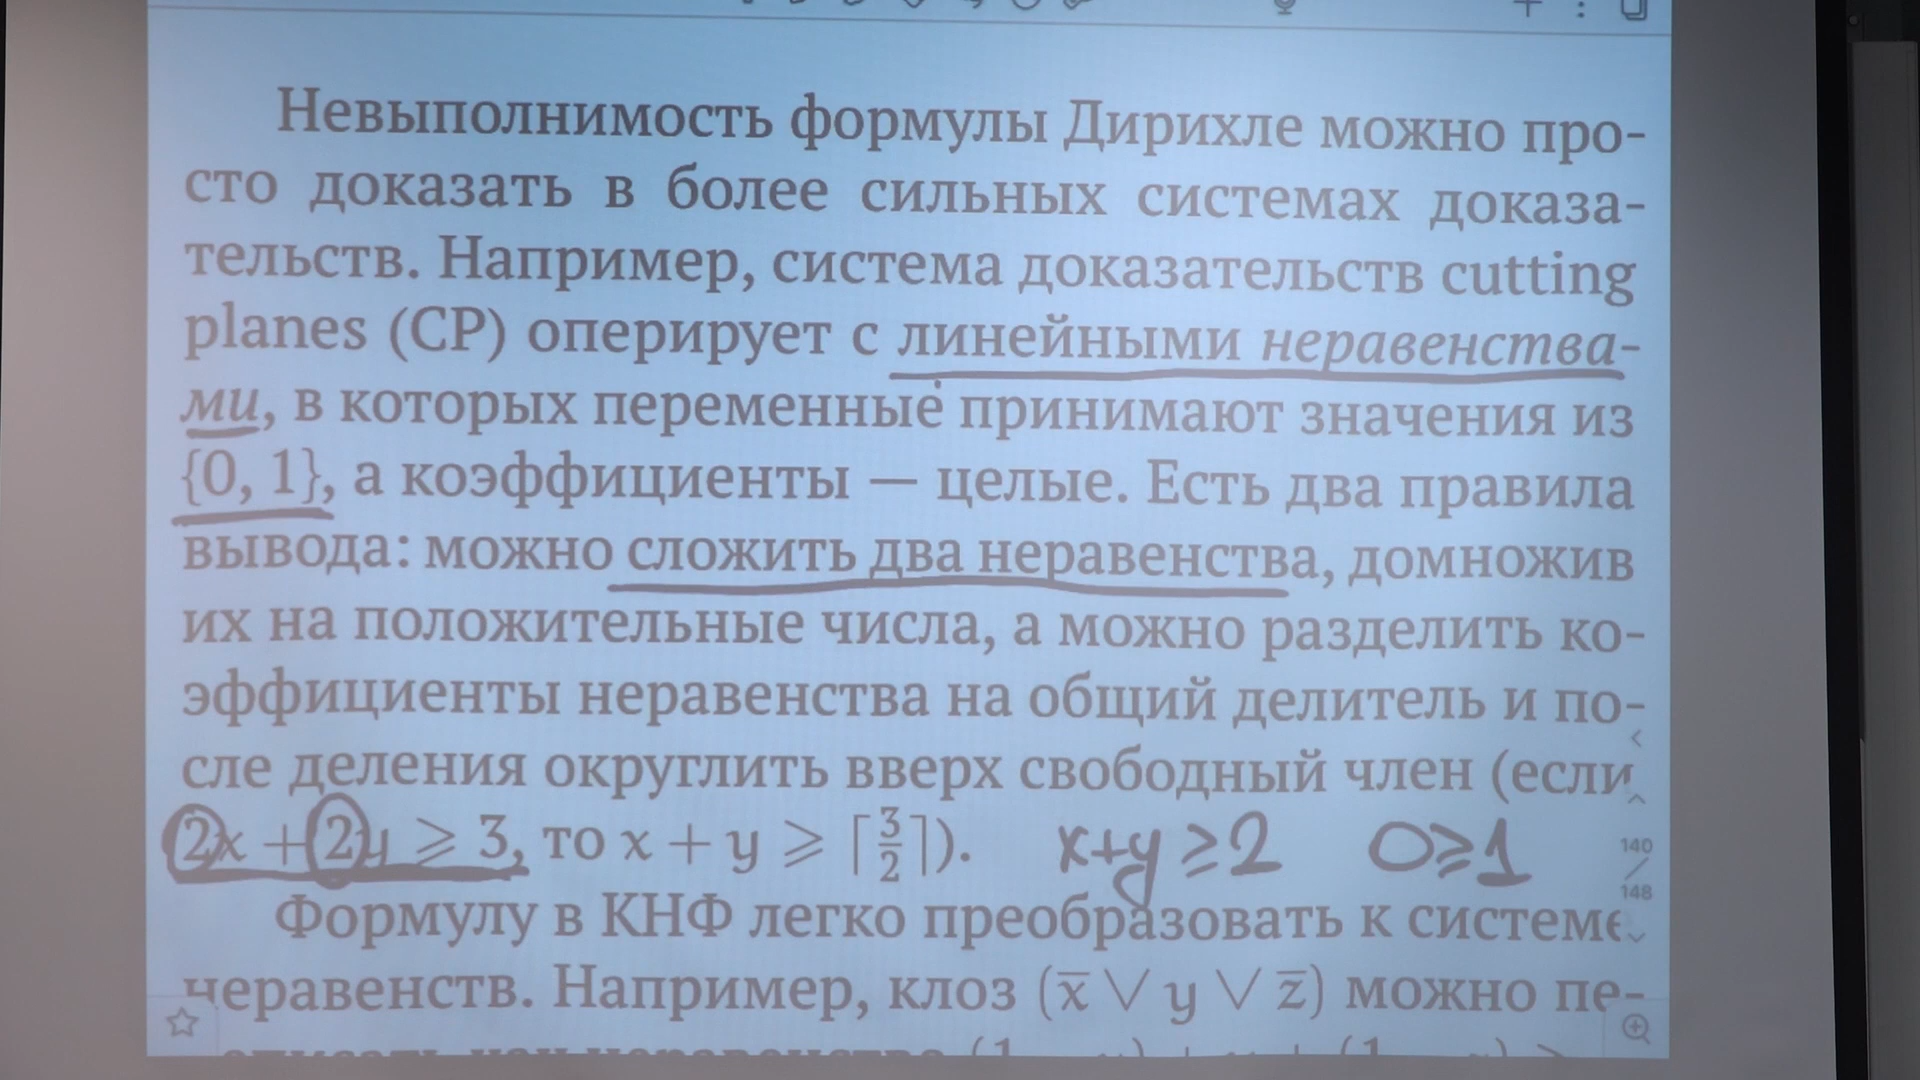 Невыполнимость формулы Дирихле можно про-
сто доказать в более сильных системах доказа-
тельств. Например, система доказательств cutting
planes (CP) оперирует с линейными неравенства-
ми, в которых переменные принимают значения из
{0, 1}, а коэффициенты — целые. Есть два правила
вывода: можно сложить два неравенства, домножив
их на положительные числа, а можно разделить ко-
эффициенты неравенства на общий делитель и по-
сле деления округлить вверх свободный член (если
2x + 2y ⩾ 3, то x + y ⩾ ⌈3/2⌉). x+y ⩾ 2 0 ⩾ 1
140
/
148
Формулу в КНФ легко преобразовать к системе
неравенств. Например, клоз (x̅ ∨ y ∨ z̅) можно пе-